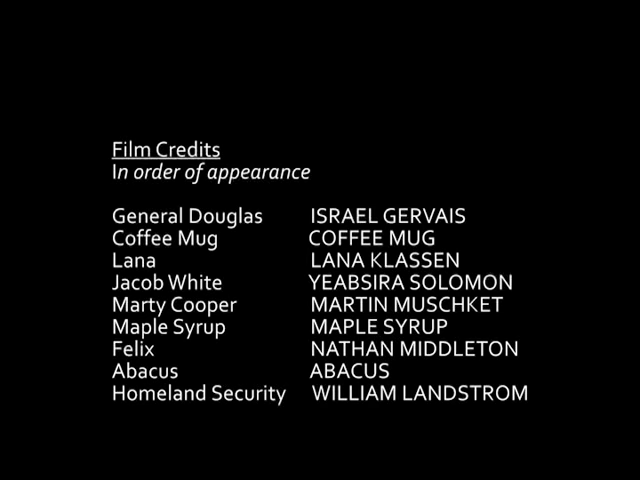 Film Credits
In order of appearance
General Douglas ISRAEL GERVAIS
Coffee Mug COFFEE MUG
Lana LANA KLASSEN
Jacob White YEABSIRA SOLOMON
Marty Cooper MARTIN MUSCHKET
Maple Syrup MAPLE SYRUP
Felix NATHAN MIDDLETON
Abacus ABACUS
Homeland Security WILLIAM LANDSTROM